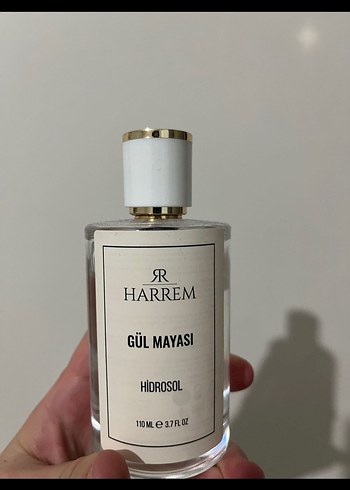 RR
HARREM
GÜL MAYASI
HİDROSOL
110 ML ℮ 3.7 FL OZ